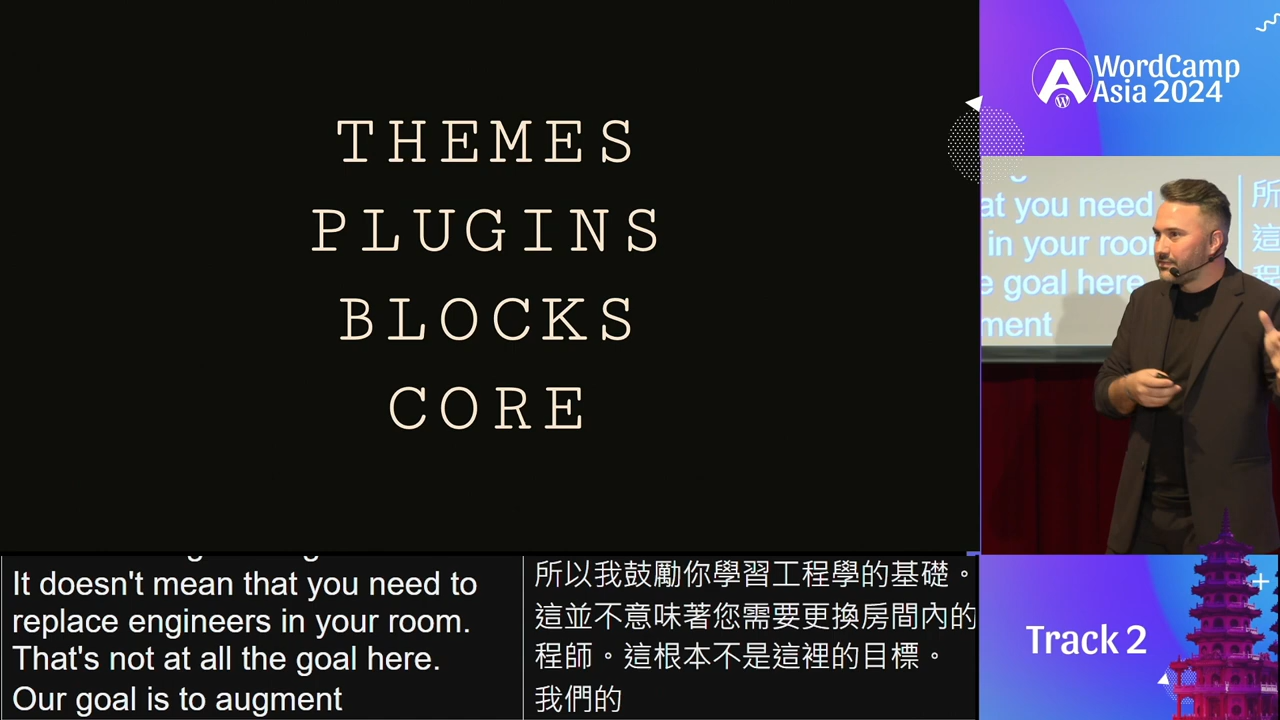 THEMES
PLUGINS
BLOCKS
CORE
WordCamp
Asia 2024
at you need
in your
e goal here.
ment
所
這
程
It doesn't mean that you need to
replace engineers in your room.
That's not at all the goal here.
Our goal is to augment
所以我鼓勵你學習工程學的基礎。
這並不意味著您需要更換房間內的
程師。這根本不是這裡的目標。
我們的
Track 2